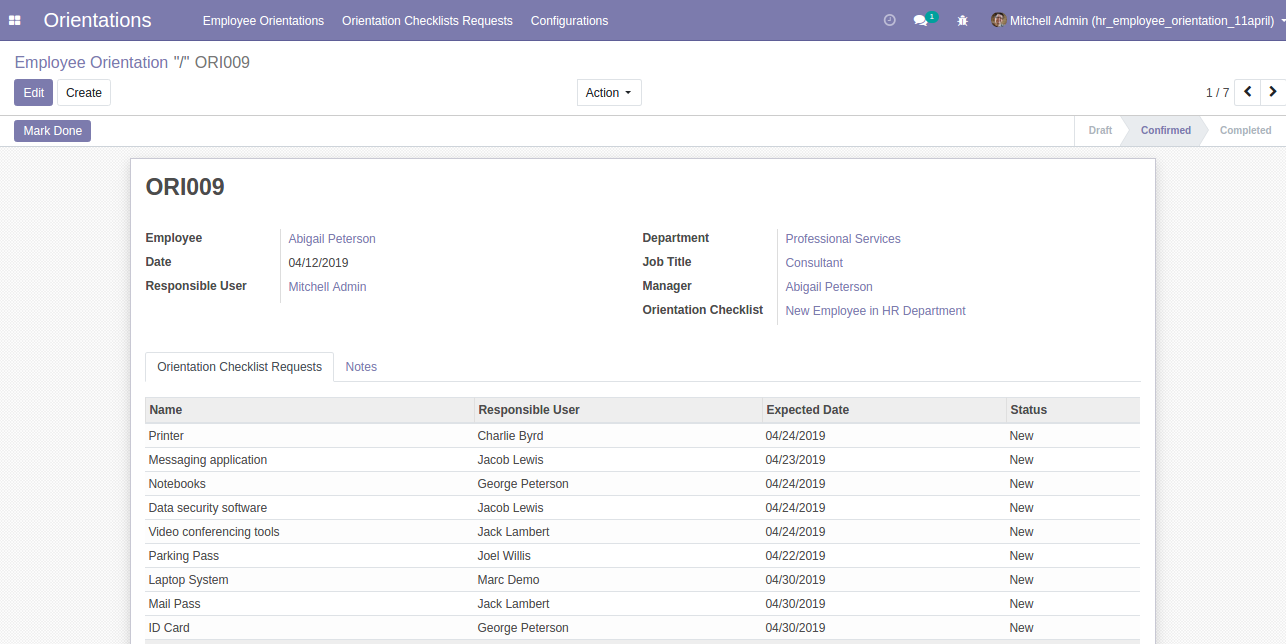 Orientations Employee Orientations Orientation Checklists Requests Configurations 1 Mitchell Admin (hr_employee_orientation_11april)
Employee Orientation "/" ORI009
Edit Create Action 1 / 7
Mark Done Draft Confirmed Completed
ORI009
Employee Abigail Peterson Department Professional Services
Date 04/12/2019 Job Title Consultant
Responsible User Mitchell Admin Manager Abigail Peterson
Orientation Checklist New Employee in HR Department
Orientation Checklist Requests Notes
Name Responsible User Expected Date Status
Printer Charlie Byrd 04/24/2019 New
Messaging application Jacob Lewis 04/23/2019 New
Notebooks George Peterson 04/24/2019 New
Data security software Jacob Lewis 04/24/2019 New
Video conferencing tools Jack Lambert 04/24/2019 New
Parking Pass Joel Willis 04/22/2019 New
Laptop System Marc Demo 04/30/2019 New
Mail Pass Jack Lambert 04/30/2019 New
ID Card George Peterson 04/30/2019 New